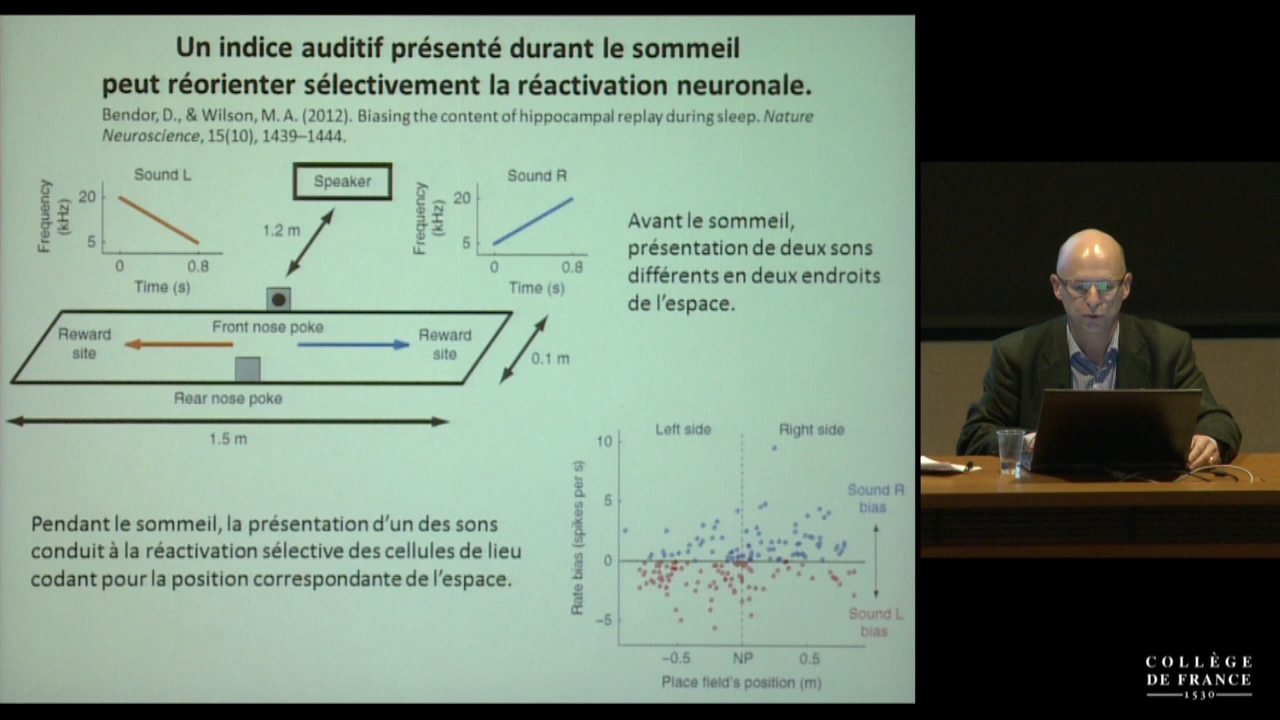 Un indice auditif présenté durant le sommeil
peut réorienter sélectivement la réactivation neuronale.
Bendor, D., & Wilson, M. A. (2012). Biasing the content of hippocampal replay during sleep. Nature
Neuroscience, 15(10), 1439–1444.
Sound L
Frequency
(kHz)
20
5
0
0.8
Time (s)
Speaker
1.2 m
Sound R
Frequency
(kHz)
20
5
0
0.8
Time (s)
Avant le sommeil,
présentation de deux sons
différents en deux endroits
de l'espace.
Reward
site
Front nose poke
Reward
site
0.1 m
Rear nose poke
1.5 m
Pendant le sommeil, la présentation d'un des sons
conduit à la réactivation sélective des cellules de lieu
codant pour la position correspondante de l'espace.
Left side
Right side
Rate bias (spikes per s)
10
5
0
−5
Sound R
bias
Sound L
bias
−0.5
NP
0.5
Place field's position (m)
COLLÈGE
DE FRANCE
1530